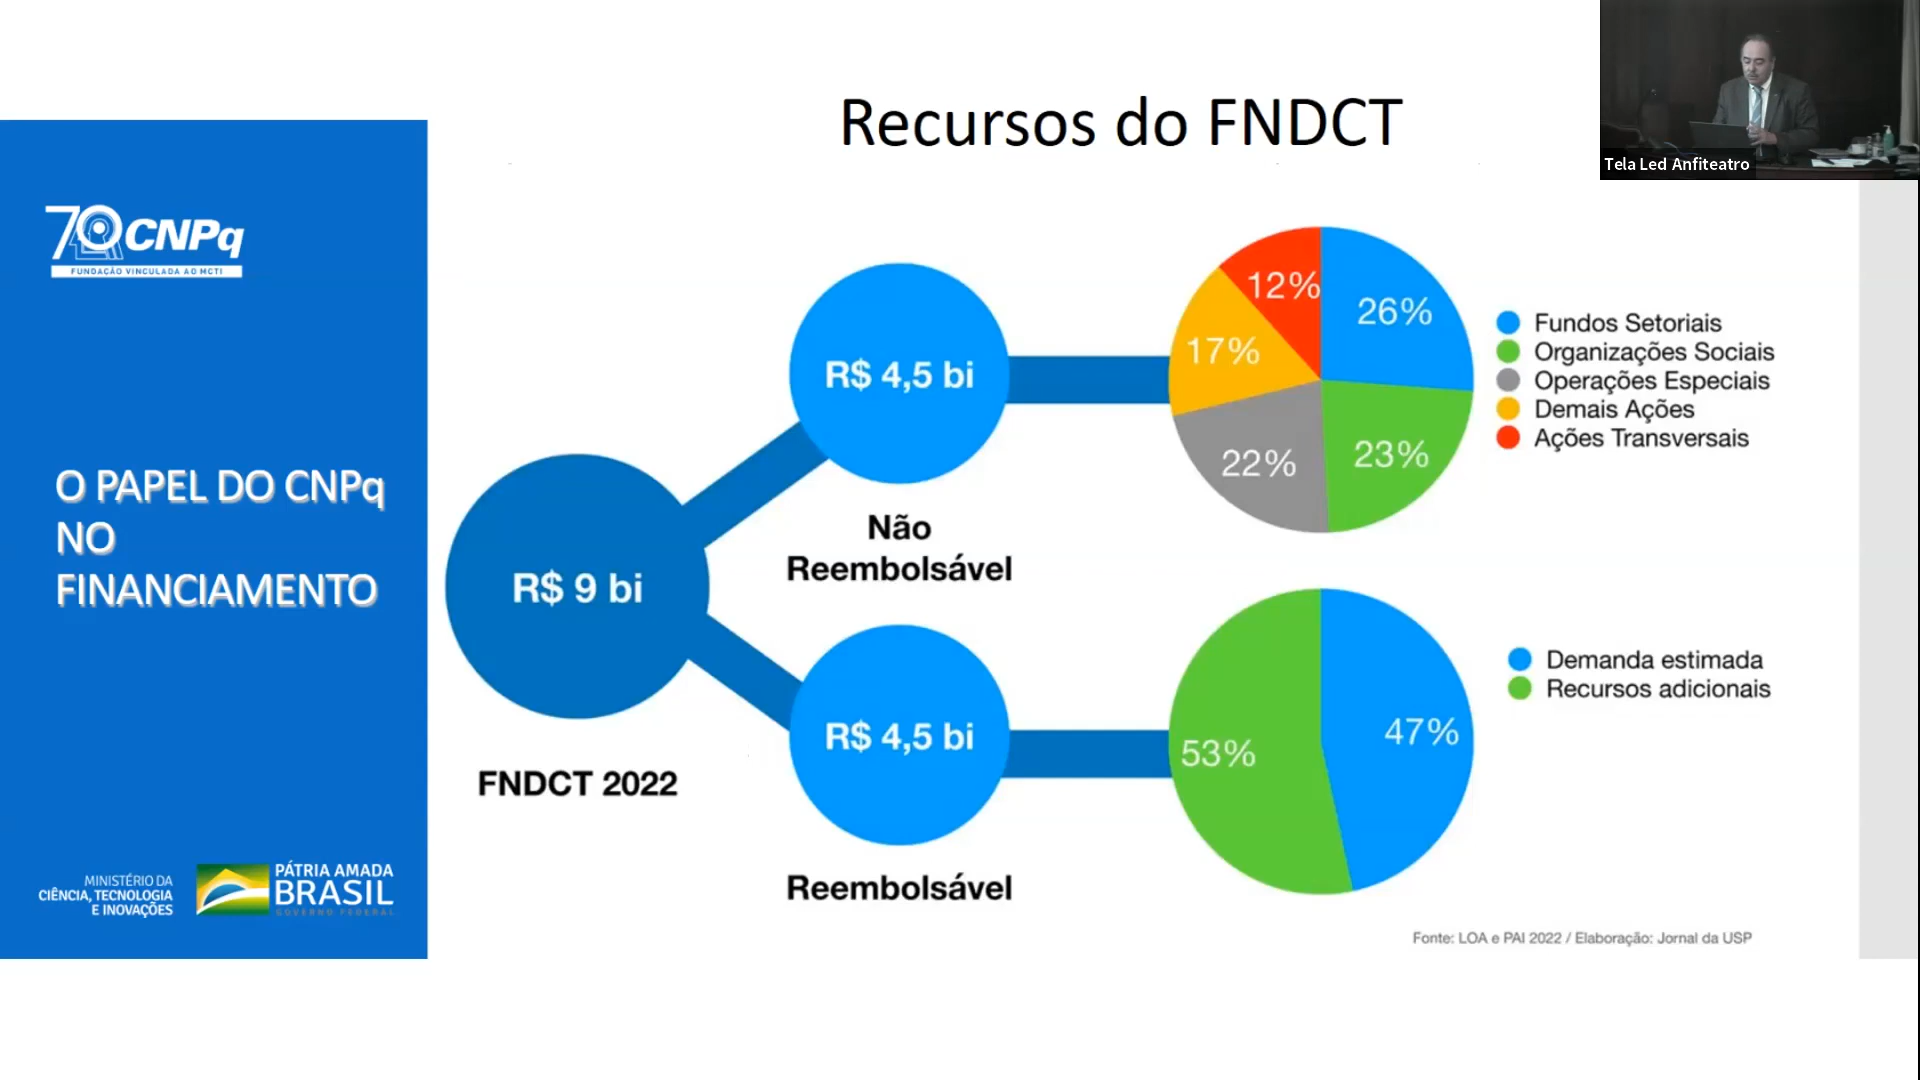 Recursos do FNDCT
Tela Led Anfiteatro
70 CNPq
FUNDAÇÃO VINCULADA AO MCTI
O PAPEL DO CNPq
NO
FINANCIAMENTO
MINISTÉRIO DA
CIÊNCIA, TECNOLOGIA
E INOVAÇÕES
PÁTRIA AMADA
BRASIL
GOVERNO FEDERAL
R$ 9 bi
FNDCT 2022
R$ 4,5 bi
Não
Reembolsável
12%
26%
17%
22%
23%
Fundos Setoriais
Organizações Sociais
Operações Especiais
Demais Ações
Ações Transversais
R$ 4,5 bi
Reembolsável
53%
47%
Demanda estimada
Recursos adicionais
Fonte: LOA e PAI 2022 / Elaboração: Jornal da USP